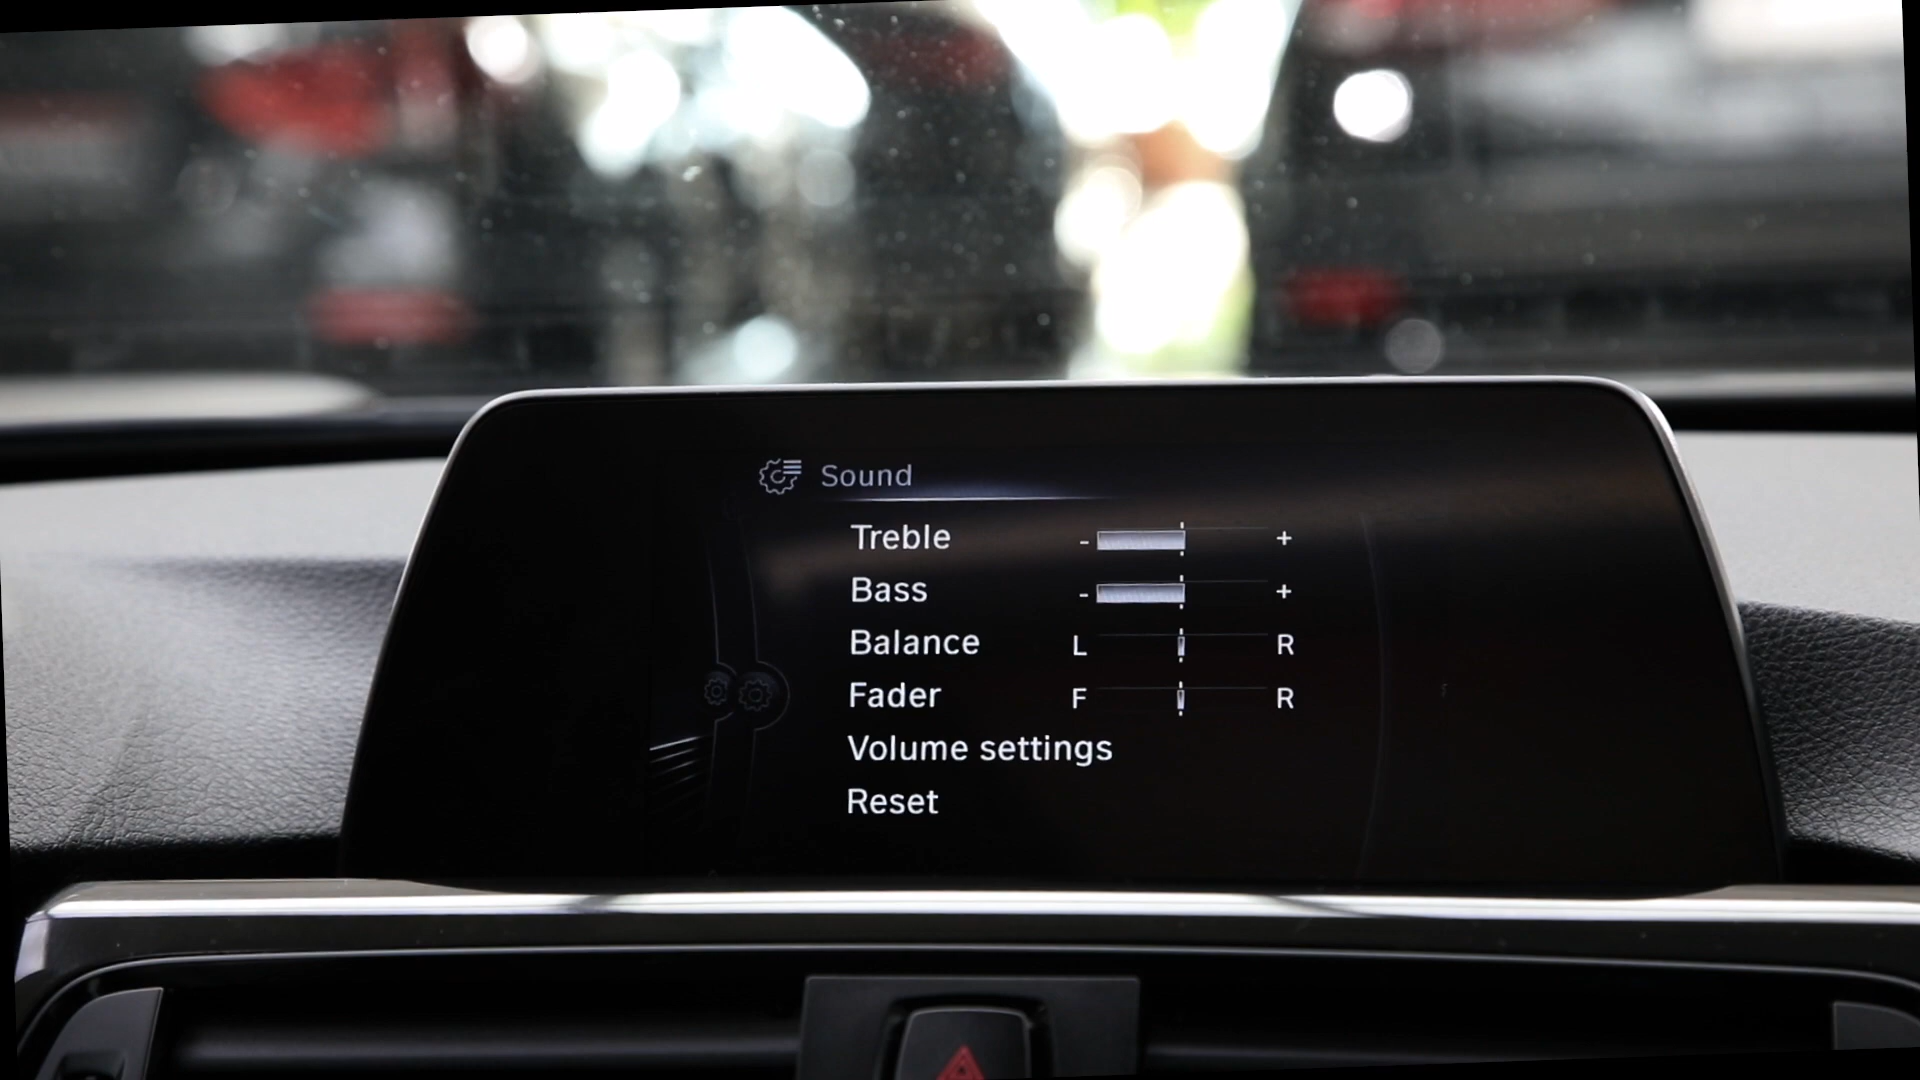 Sound
Treble - +
Bass - +
Balance L R
Fader F R
Volume settings
Reset